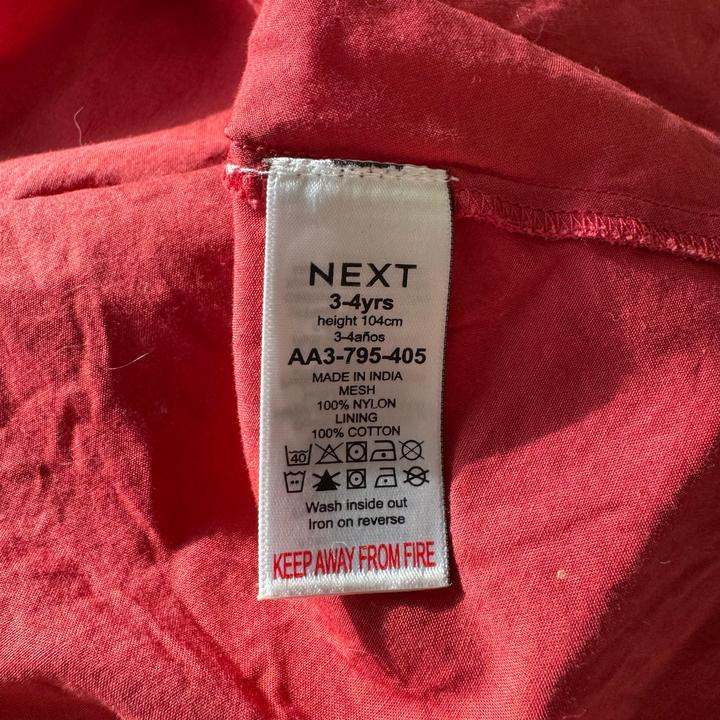 NEXT
3-4yrs
height 104cm
3-4años
AA3-795-405
MADE IN INDIA
MESH
100% NYLON
LINING
100% COTTON
40
Wash inside out
Iron on reverse
KEEP AWAY FROM FIRE